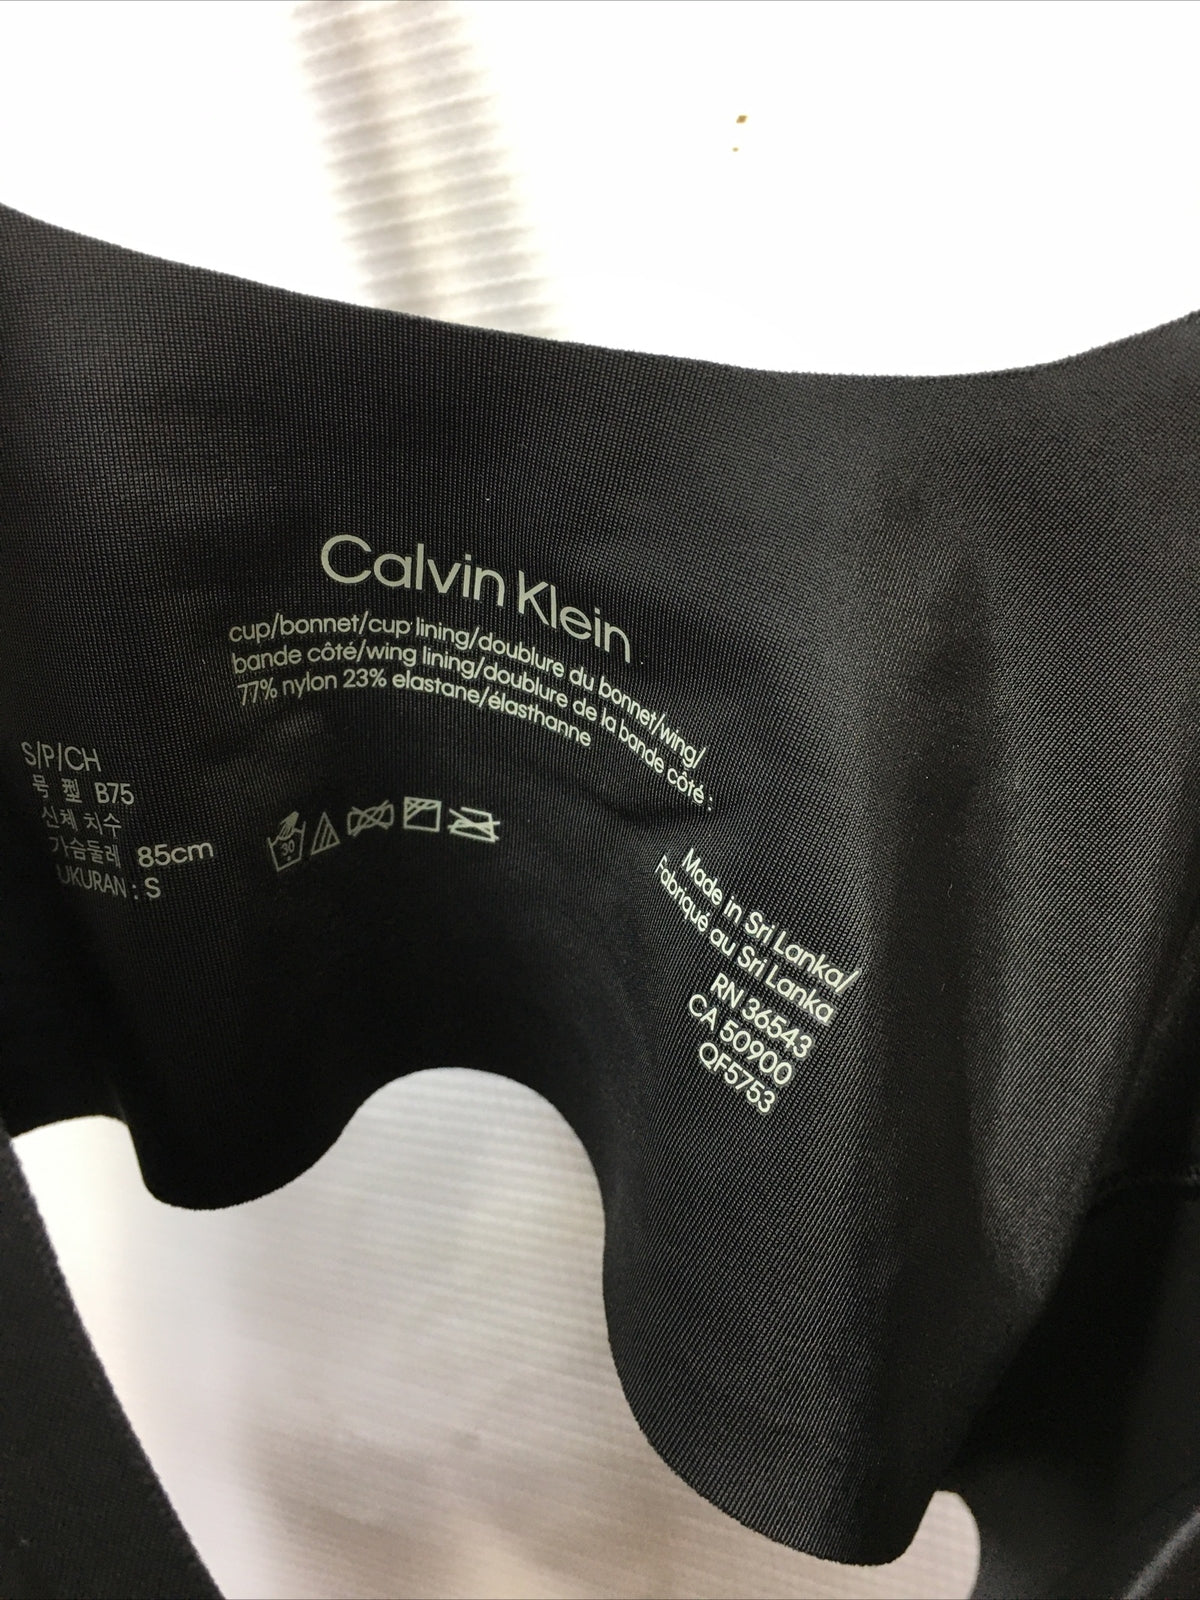 Calvin Klein
cup/bonnet/cup lining/doublure du bonnet/wing/
bande côté/wing lining/doublure de la bande côté :
77% nylon 23% elastane/élasthanne
S/P/CH
号 型 B75
신체 치수
가슴둘레 85cm
UKURAN : S
30
Made in Sri Lanka/
Fabriqué au Sri Lanka
RN 36543
CA 50900
QF5753